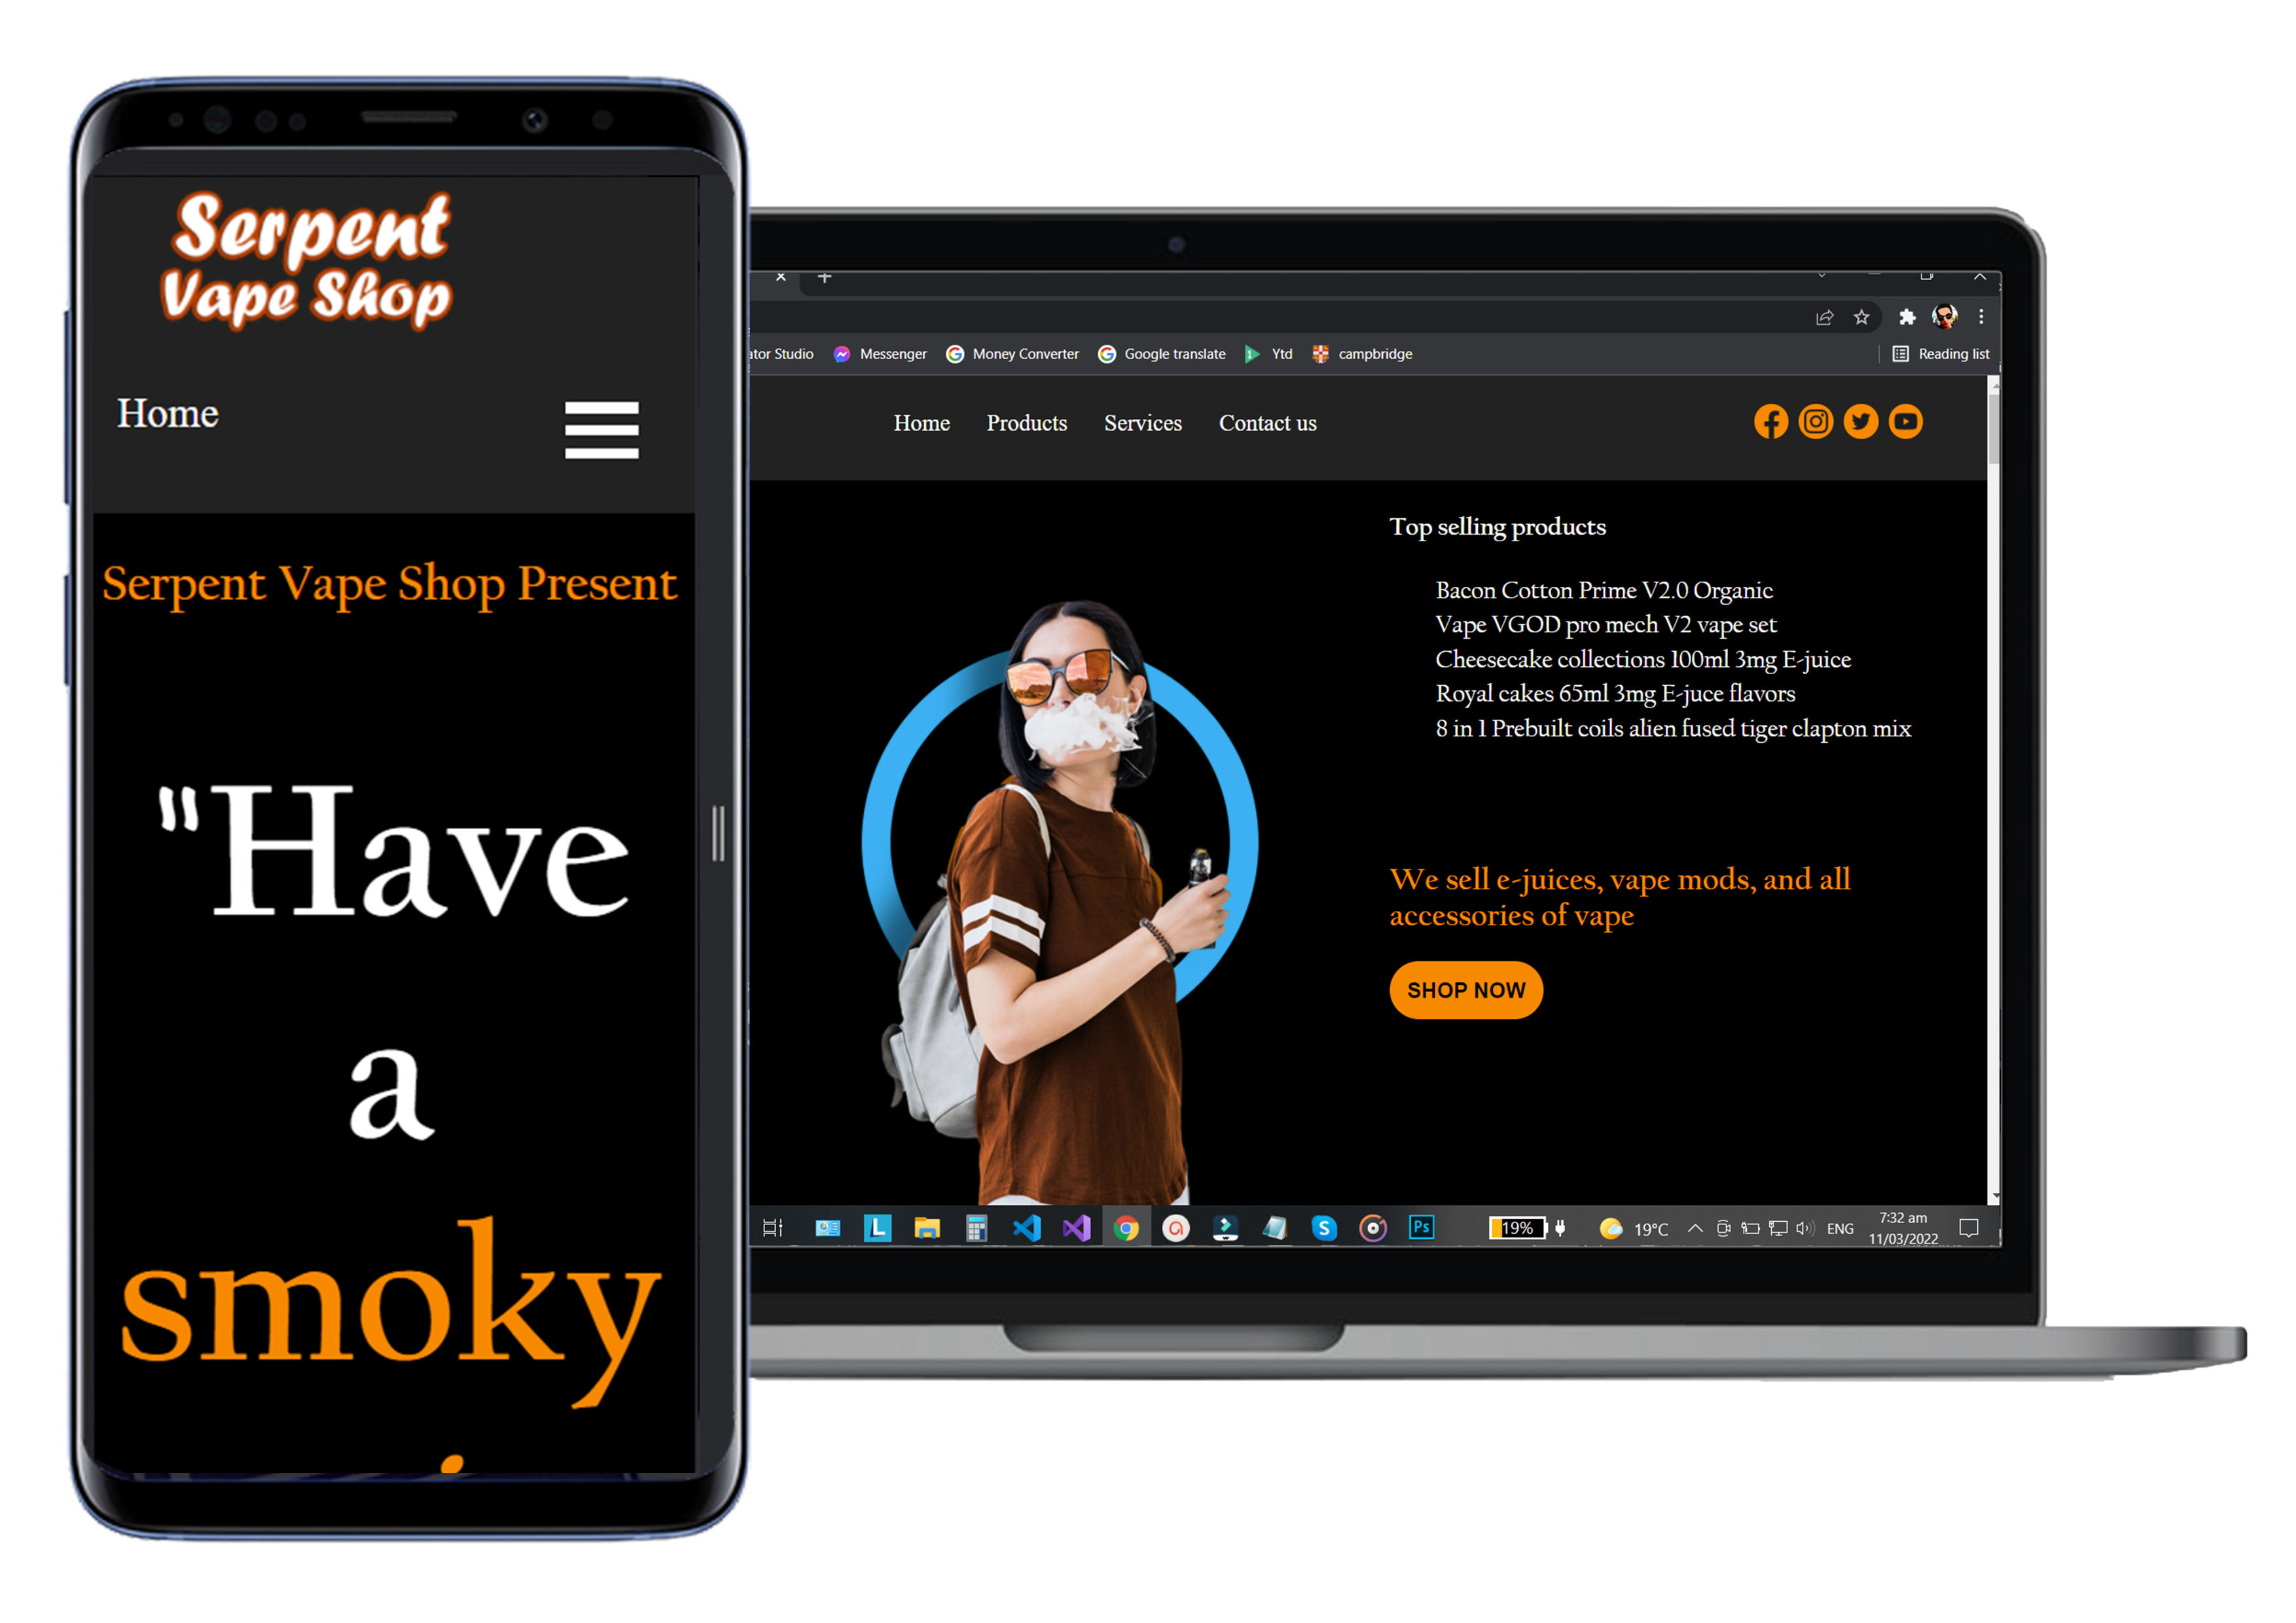 Serpent
Vape Shop
Home
Serpent Vape Shop Present
"Have
a
smoky
Studio Messenger Money Converter Google translate Ytd campbridge Reading list
Home Products Services Contact us
Top selling products
Bacon Cotton Prime V2.0 Organic
Vape VGOD pro mech V2 vape set
Cheesecake collections 100ml 3mg E-juice
Royal cakes 65ml 3mg E-juce flavors
8 in 1 Prebuilt coils alien fused tiger clapton mix
We sell e-juices, vape mods, and all
accessories of vape
SHOP NOW
L S Ps 19% 19°C ENG 7:32 am
11/03/2022